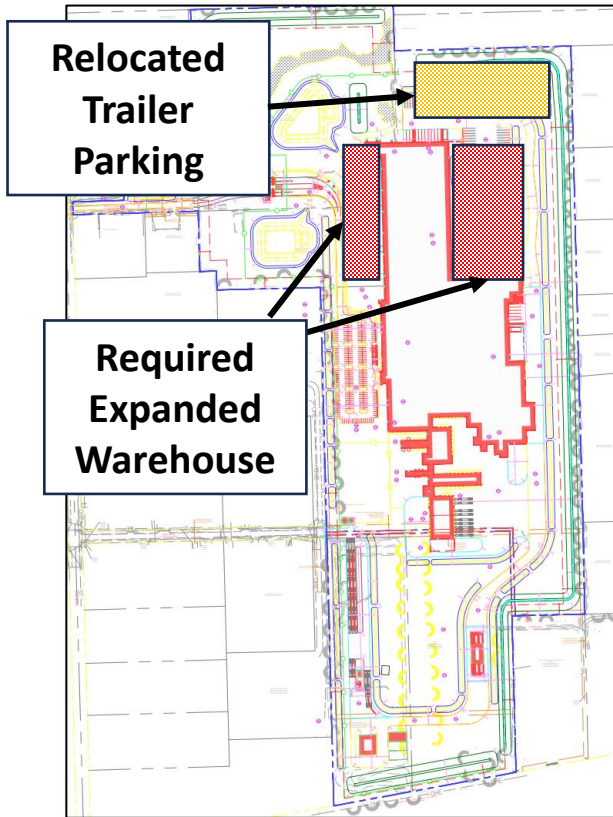 Relocated
Trailer
Parking
Required
Expanded
Warehouse